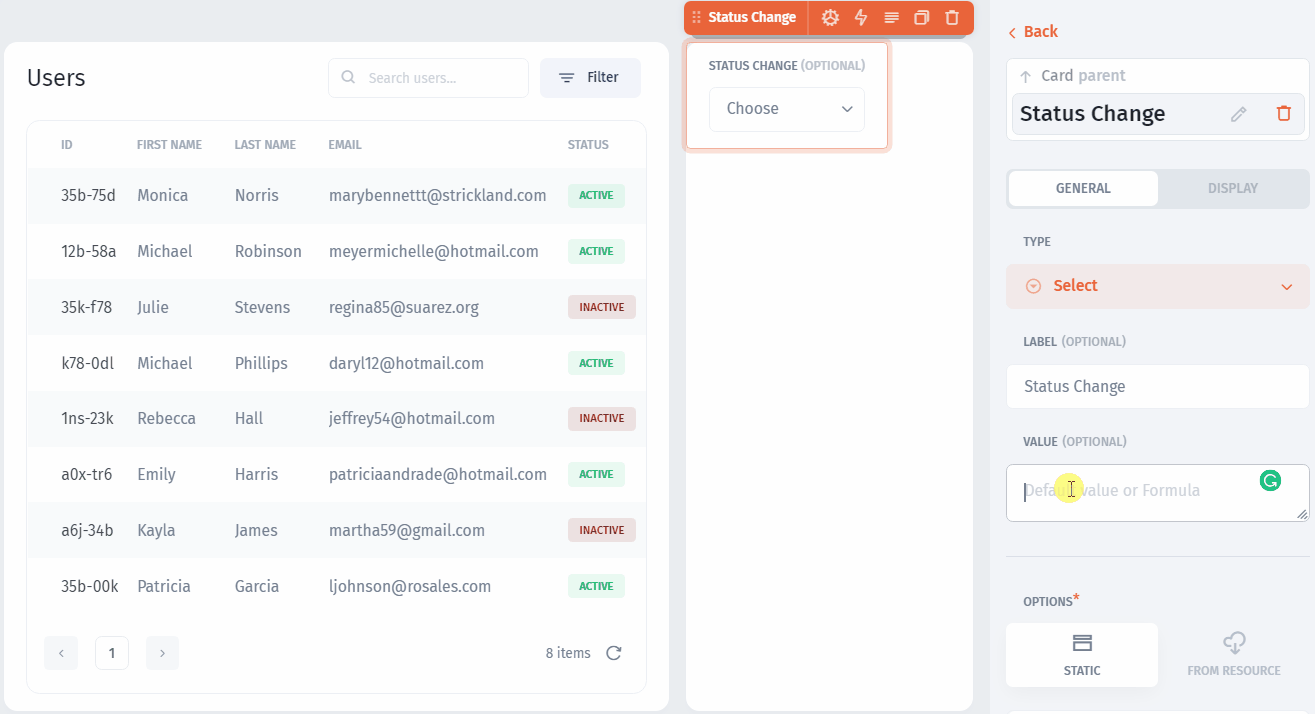 Status Change
Users
Search users...
Filter
ID FIRST NAME LAST NAME EMAIL STATUS
35b-75d Monica Norris marybennettt@strickland.com ACTIVE
12b-58a Michael Robinson meyermichelle@hotmail.com ACTIVE
35k-f78 Julie Stevens regina85@suarez.org INACTIVE
k78-0dl Michael Phillips daryl12@hotmail.com ACTIVE
1ns-23k Rebecca Hall jeffrey54@hotmail.com INACTIVE
a0x-tr6 Emily Harris patriciaandrade@hotmail.com ACTIVE
a6j-34b Kayla James martha59@gmail.com INACTIVE
35b-00k Patricia Garcia ljohnson@rosales.com ACTIVE
1
8 items
STATUS CHANGE (OPTIONAL)
Choose
Back
Card parent
Status Change
GENERAL DISPLAY
TYPE
Select
LABEL (OPTIONAL)
Status Change
VALUE (OPTIONAL)
Default value or Formula
OPTIONS*
STATIC FROM RESOURCE